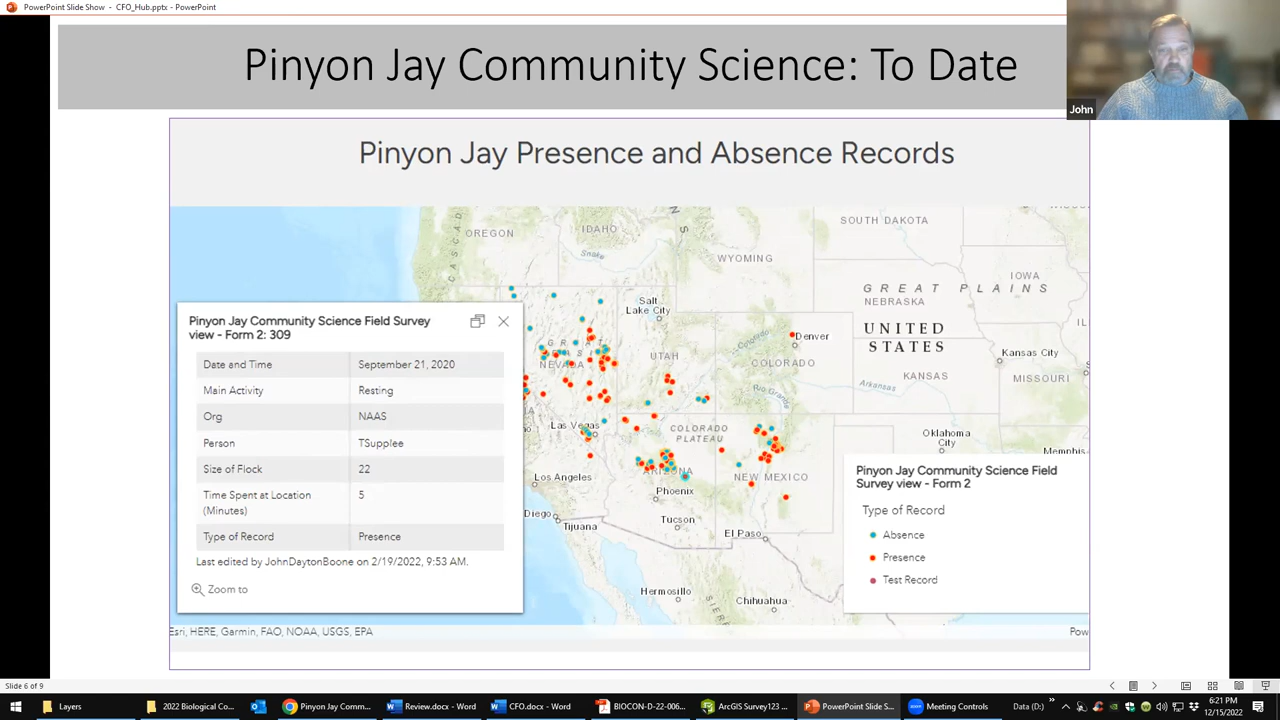 PowerPoint Slide Show - CFO_Hub.pptx - PowerPoint
Pinyon Jay Community Science: To Date
John
Pinyon Jay Presence and Absence Records
OREGON
IDAHO
Snake
CASC
SOUTH DAKOTA
WYOMING
IOWA
GREAT PLAINS
NEBRASKA
Salt
Lake City
UNITED
STATES
Denver
NEVADA
UTAH
COLORADO
Colorado
Kansas City
KANSAS
MISSOURI
Arkansas
Rio Grande
Las Vegas
COLORADO
PLATEAU
Oklahoma
City
Memphis
ARIZONA
NEW MEXICO
Los Angeles
Phoenix
Diego
Tijuana
Tucson
El Paso
Hermosillo
Chihuahua
SIERR
Pinyon Jay Community Science Field Survey
view - Form 2: 309
Date and Time September 21, 2020
Main Activity Resting
Org NAAS
Person TSupplee
Size of Flock 22
Time Spent at Location
(Minutes) 5
Type of Record Presence
Last edited by JohnDaytonBoone on 2/19/2022, 9:53 AM.
Zoom to
Pinyon Jay Community Science Field
Survey view - Form 2
Type of Record
Absence
Presence
Test Record
Esri, HERE, Garmin, FAO, NOAA, USGS, EPA
Pow
Slide 6 of 9
Layers
2022 Biological Co...
Pinyon Jay Comm...
Review.docx - Word
CFO.docx - Word
BIOCON-D-22-006...
ArcGIS Survey123 ...
PowerPoint Slide S...
Meeting Controls
Data (D:)
6:21 PM
12/15/2022